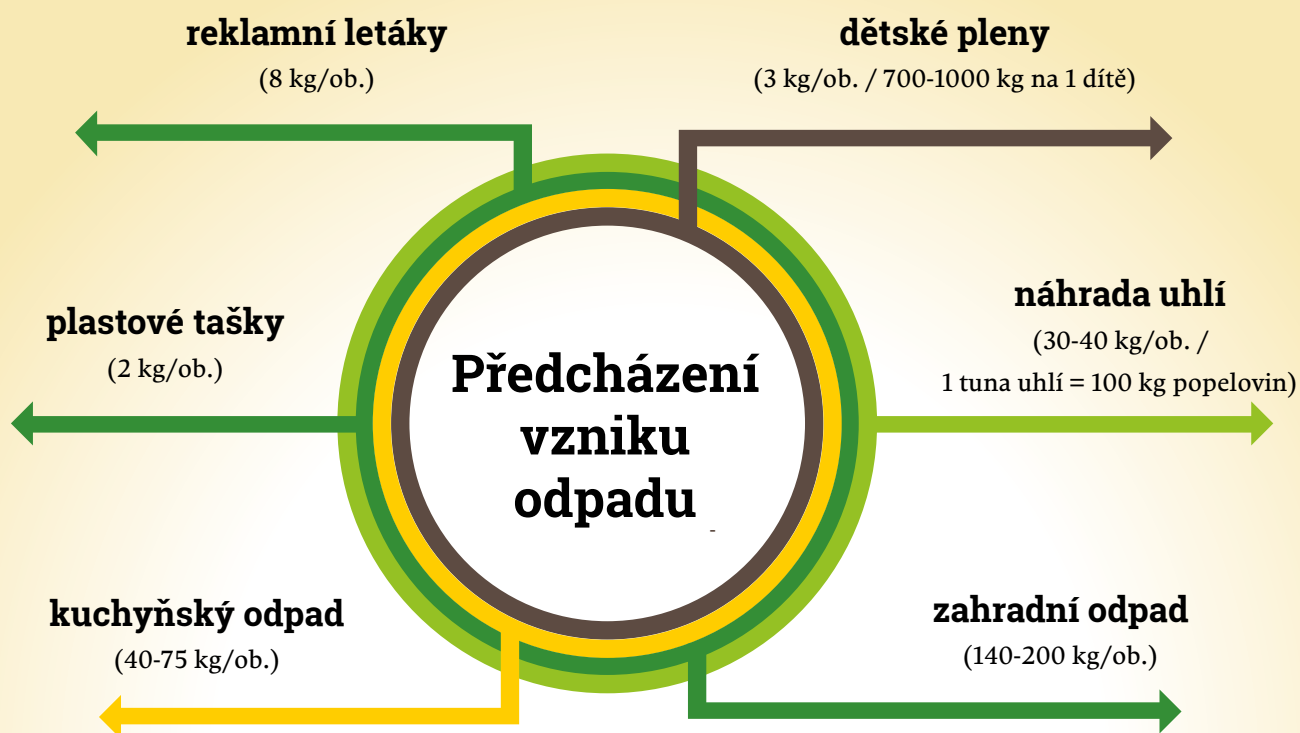 reklamní letáky
(8 kg/ob.)
dětské pleny
(3 kg/ob. / 700-1000 kg na 1 dítě)
plastové tašky
(2 kg/ob.)
náhrada uhlí
(30-40 kg/ob. /
1 tuna uhlí = 100 kg popelovin)
Předcházení
vzniku
odpadu
-
kuchyňský odpad
(40-75 kg/ob.)
zahradní odpad
(140-200 kg/ob.)